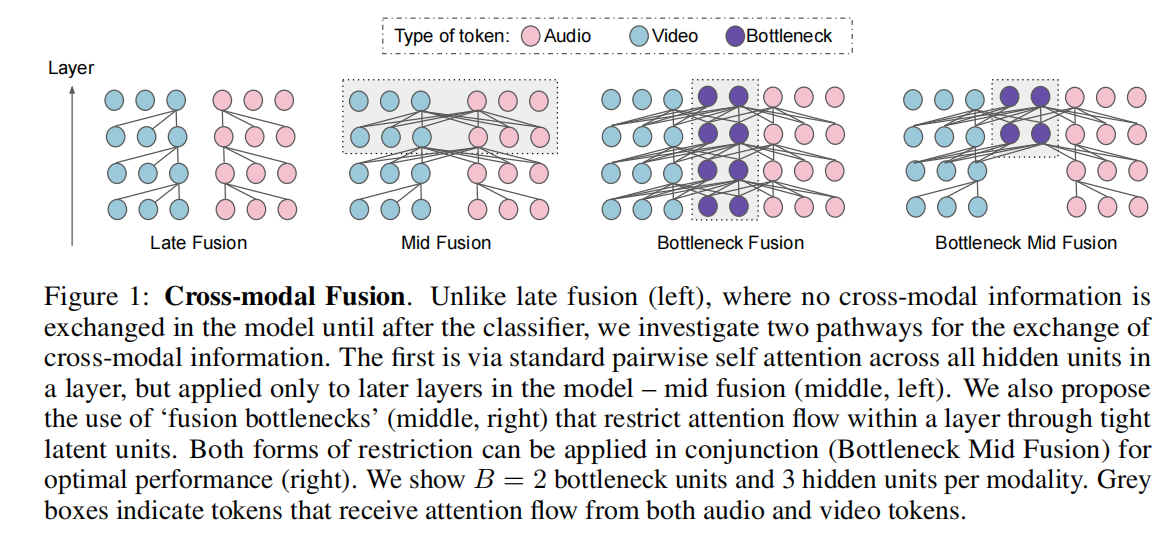 Type of token: Audio Video Bottleneck
Layer
Late Fusion Mid Fusion Bottleneck Fusion Bottleneck Mid Fusion
Figure 1: Cross-modal Fusion. Unlike late fusion (left), where no cross-modal information is
exchanged in the model until after the classifier, we investigate two pathways for the exchange of
cross-modal information. The first is via standard pairwise self attention across all hidden units in
a layer, but applied only to later layers in the model – mid fusion (middle, left). We also propose
the use of ‘fusion bottlenecks’ (middle, right) that restrict attention flow within a layer through tight
latent units. Both forms of restriction can be applied in conjunction (Bottleneck Mid Fusion) for
optimal performance (right). We show B = 2 bottleneck units and 3 hidden units per modality. Grey
boxes indicate tokens that receive attention flow from both audio and video tokens.